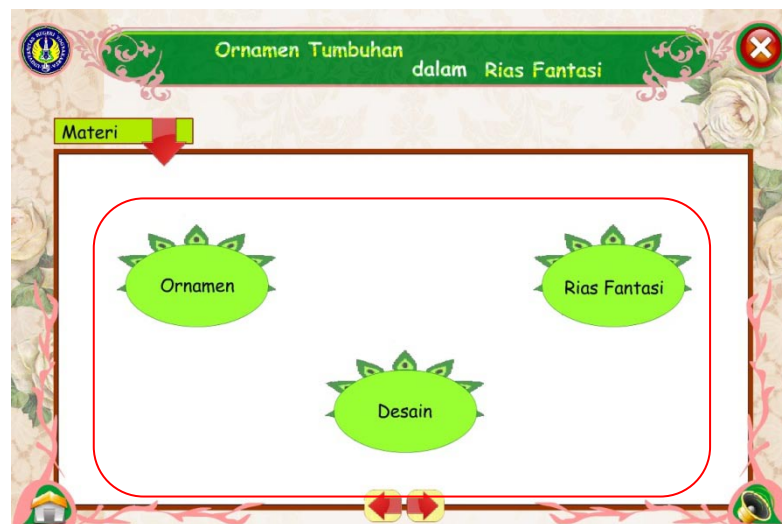 Ornamen Tumbuhan
dalam Rias Fantasi
Materi
Ornamen
Rias Fantasi
Desain